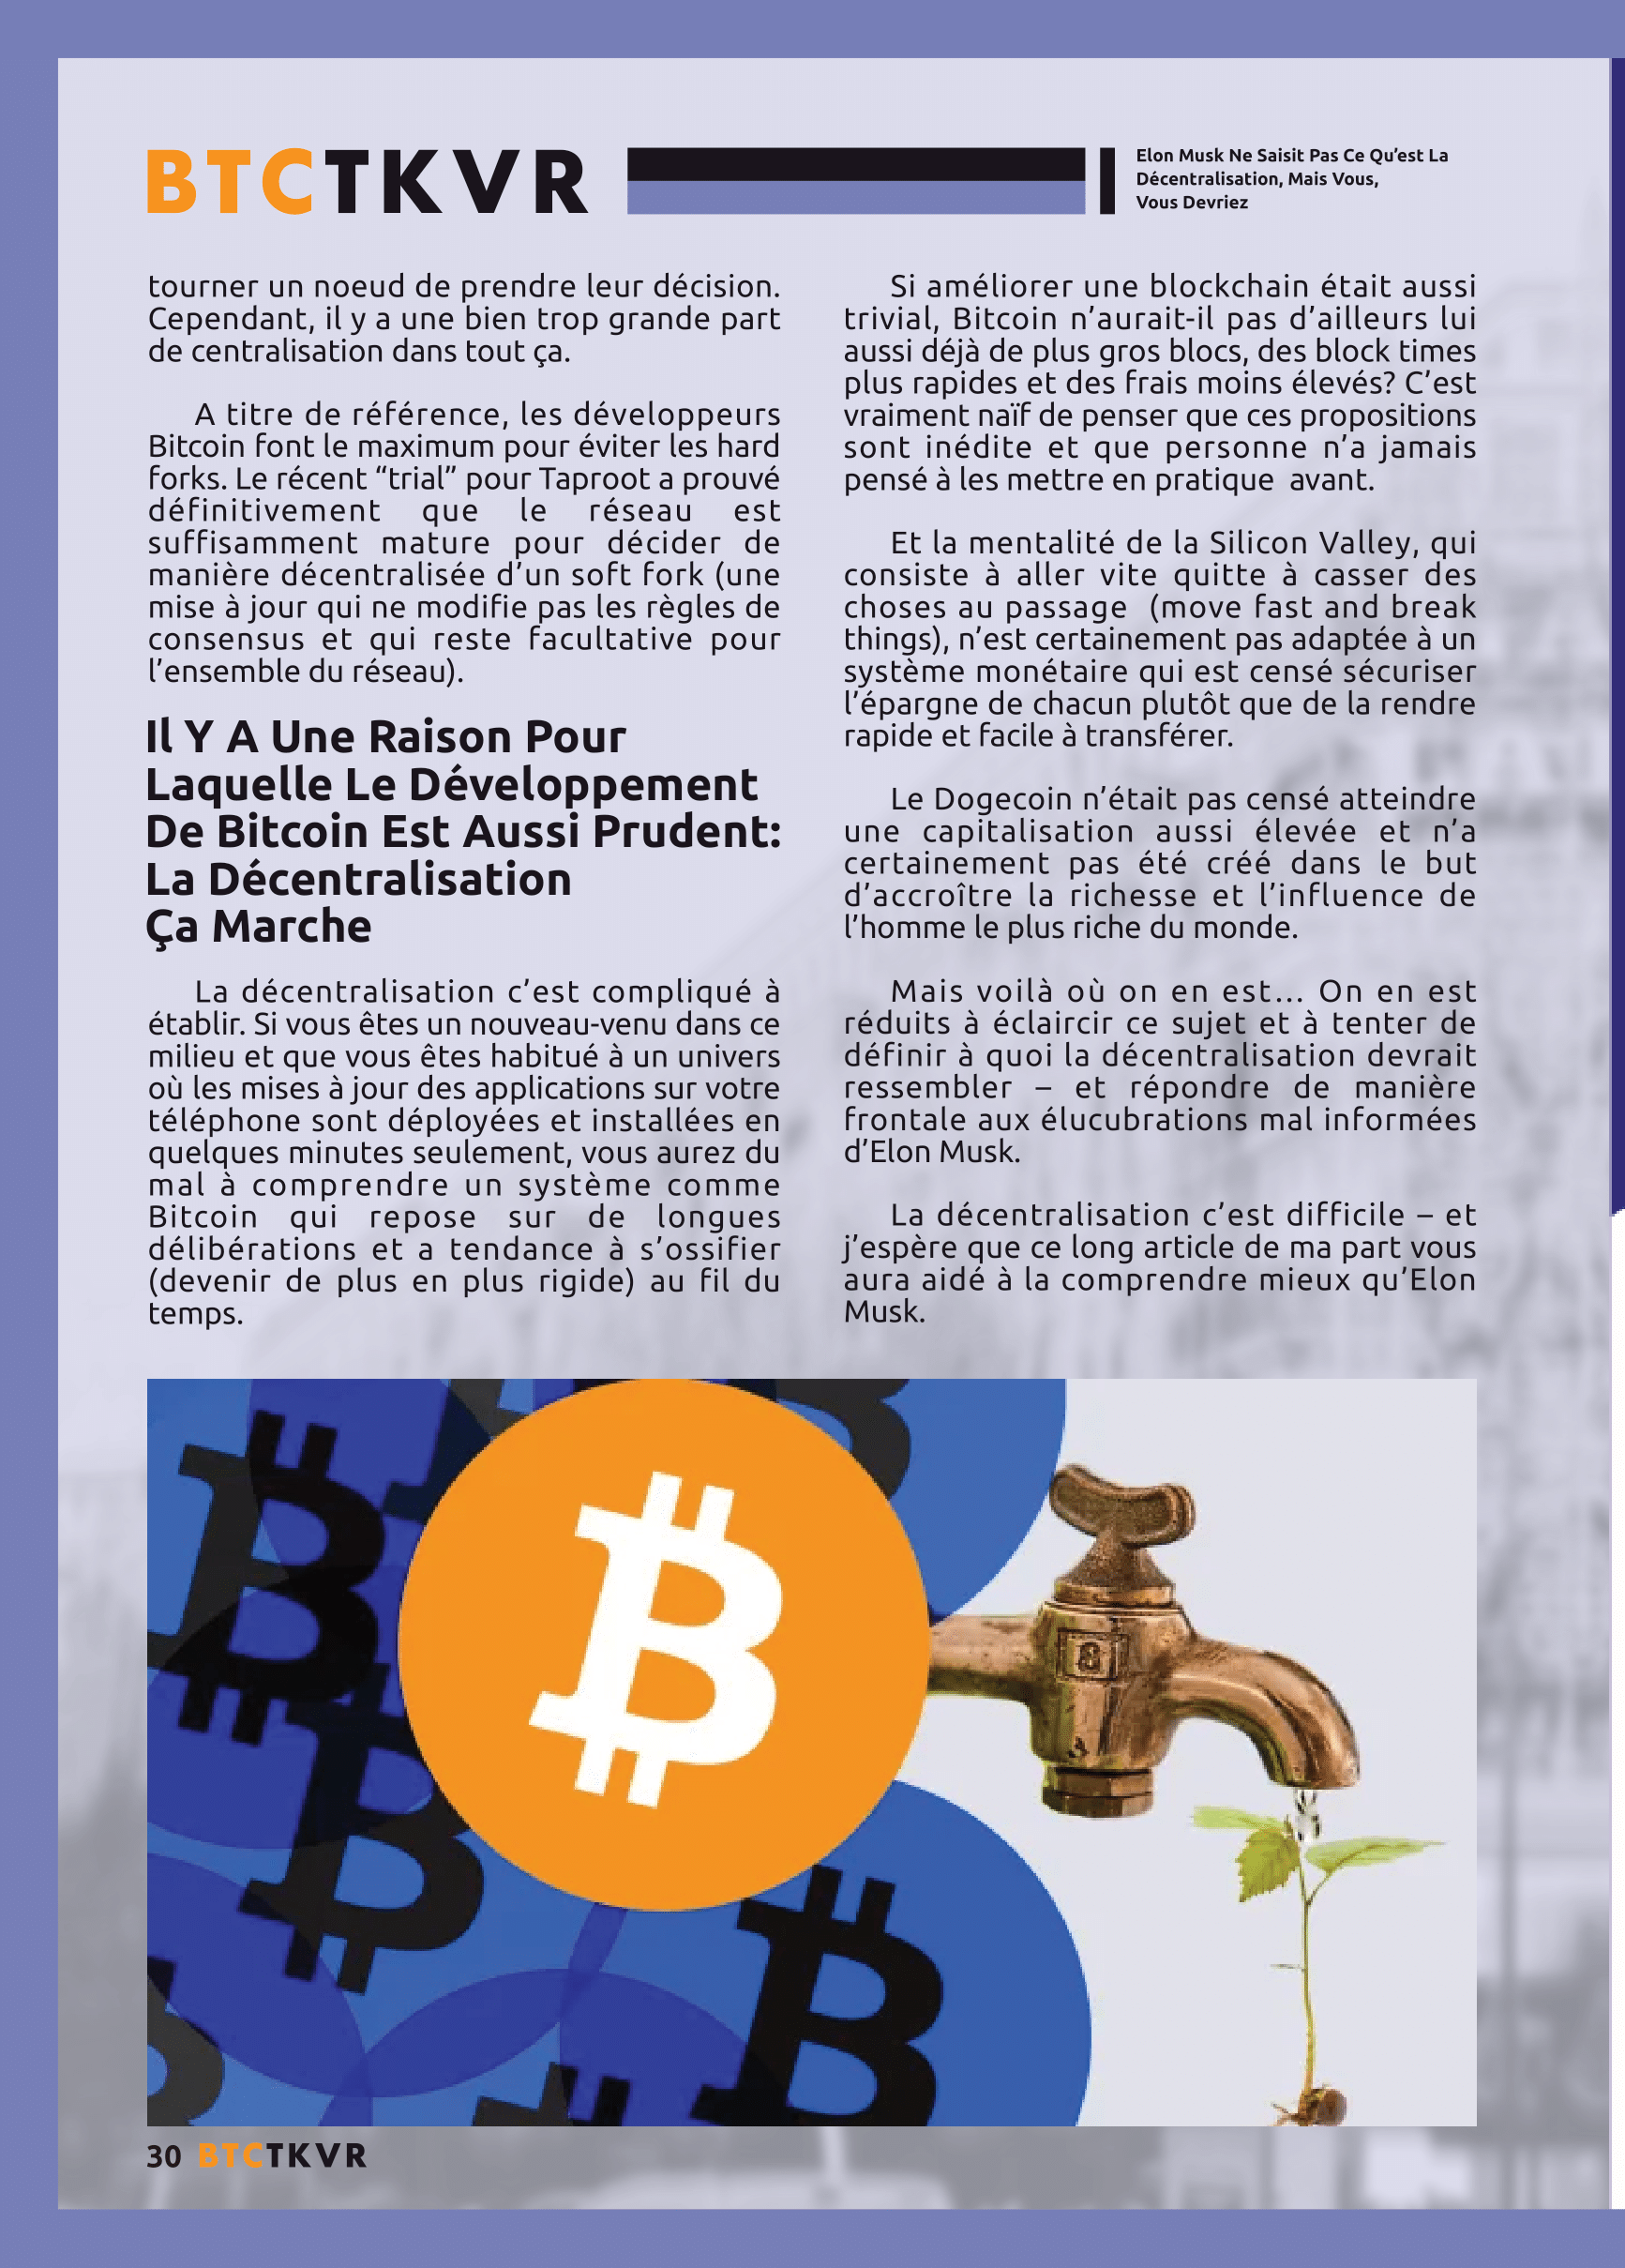 BTCTKVR
Elon Musk Ne Saisit Pas Ce Qu’est La
Décentralisation, Mais Vous,
Vous Devriez
tourner un noeud de prendre leur décision.
Cependant, il y a une bien trop grande part
de centralisation dans tout ça.
A titre de référence, les développeurs
Bitcoin font le maximum pour éviter les hard
forks. Le récent “trial” pour Taproot a prouvé
définitivement que le réseau est
suffisamment mature pour décider de
manière décentralisée d’un soft fork (une
mise à jour qui ne modifie pas les règles de
consensus et qui reste facultative pour
l’ensemble du réseau).
Il Y A Une Raison Pour
Laquelle Le Développement
De Bitcoin Est Aussi Prudent:
La Décentralisation
Ça Marche
La décentralisation c’est compliqué à
établir. Si vous êtes un nouveau-venu dans ce
milieu et que vous êtes habitué à un univers
où les mises à jour des applications sur votre
téléphone sont déployées et installées en
quelques minutes seulement, vous aurez du
mal à comprendre un système comme
Bitcoin qui repose sur de longues
délibérations et a tendance à s’ossifier
(devenir de plus en plus rigide) au fil du
temps.
Si améliorer une blockchain était aussi
trivial, Bitcoin n’aurait-il pas d’ailleurs lui
aussi déjà de plus gros blocs, des block times
plus rapides et des frais moins élevés? C’est
vraiment naïf de penser que ces propositions
sont inédite et que personne n’a jamais
pensé à les mettre en pratique avant.
Et la mentalité de la Silicon Valley, qui
consiste à aller vite quitte à casser des
choses au passage (move fast and break
things), n’est certainement pas adaptée à un
système monétaire qui est censé sécuriser
l’épargne de chacun plutôt que de la rendre
rapide et facile à transférer.
Le Dogecoin n’était pas censé atteindre
une capitalisation aussi élevée et n’a
certainement pas été créé dans le but
d’accroître la richesse et l’influence de
l’homme le plus riche du monde.
Mais voilà où on en est… On en est
réduits à éclaircir ce sujet et à tenter de
définir à quoi la décentralisation devrait
ressembler – et répondre de manière
frontale aux élucubrations mal informées
d’Elon Musk.
La décentralisation c’est difficile – et
j’espère que ce long article de ma part vous
aura aidé à la comprendre mieux qu’Elon
Musk.
30 BTCTKVR